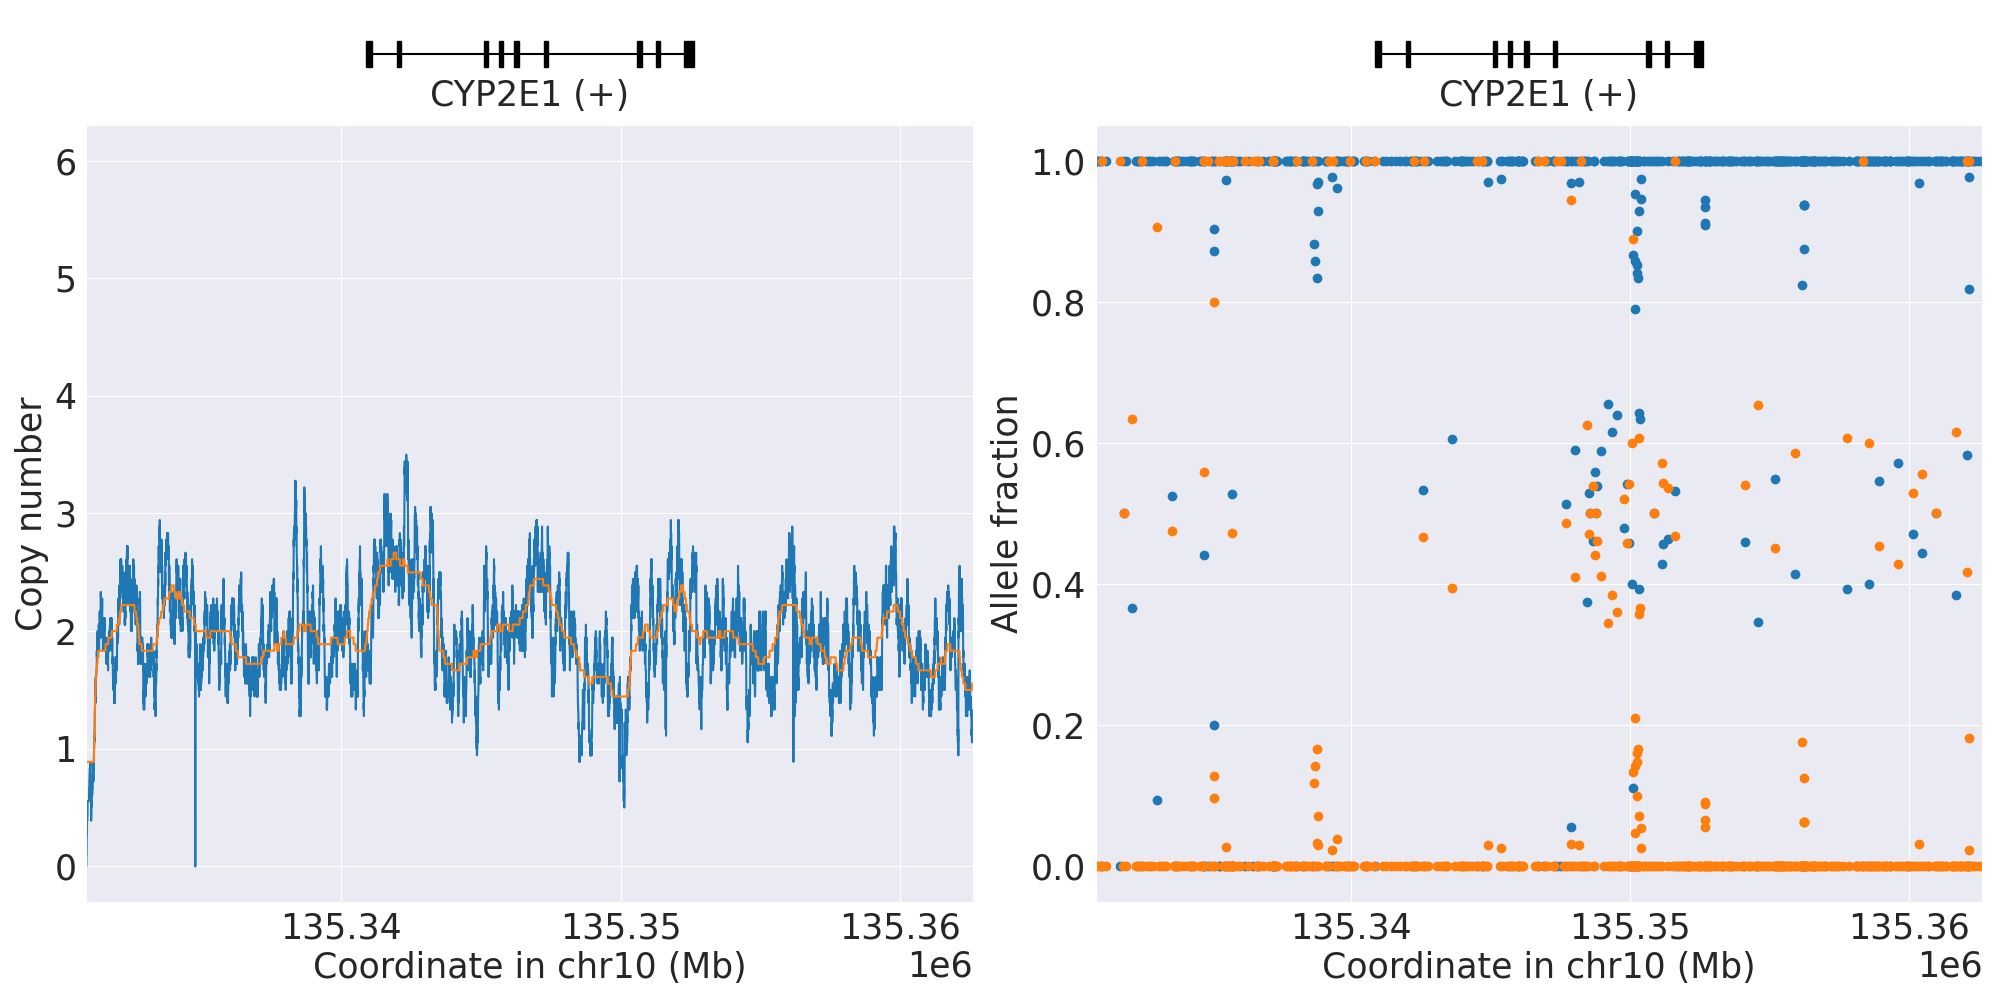 CYP2E1 (+)
6
5
4
3
2
1
0
Copy number
135.34 135.35 135.36
Coordinate in chr10 (Mb)
1e6
CYP2E1 (+)
1.0
0.8
0.6
0.4
0.2
0.0
Allele fraction
135.34 135.35 135.36
Coordinate in chr10 (Mb)
1e6